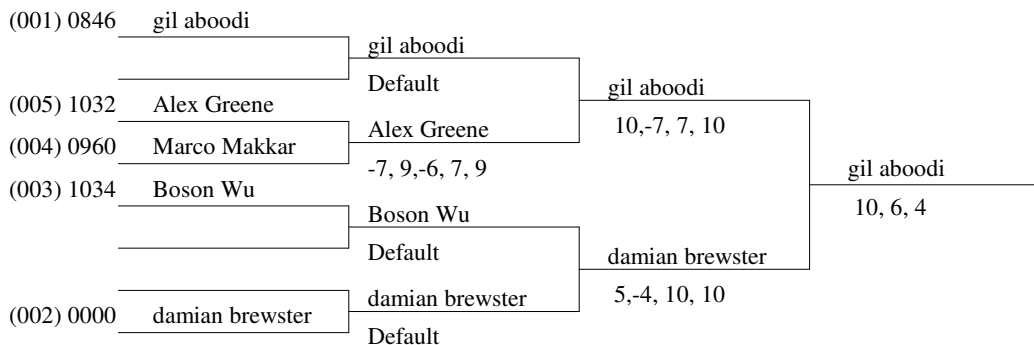 (001) 0846 gil aboodi
gil aboodi
Default
(005) 1032 Alex Greene
gil aboodi
10,-7, 7, 10
Alex Greene
(004) 0960 Marco Makkar
-7, 9,-6, 7, 9
gil aboodi
10, 6, 4
(003) 1034 Boson Wu
Boson Wu
Default
damian brewster
5,-4, 10, 10
damian brewster
(002) 0000 damian brewster
Default